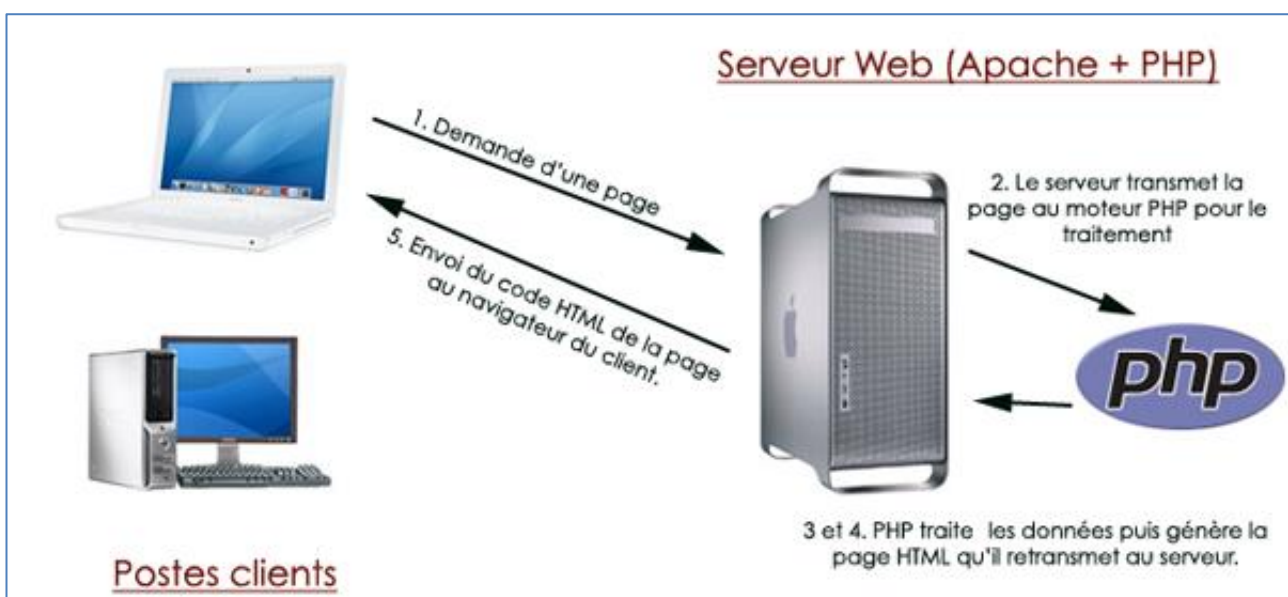 Serveur Web (Apache + PHP)
1. Demande d'une page
2. Le serveur transmet la
page au moteur PHP pour le
traitement
php
3 et 4. PHP traite les données puis génère la
page HTML qu'il retransmet au serveur.
5. Envoi du code HTML de la page
au navigateur du client.
Postes clients